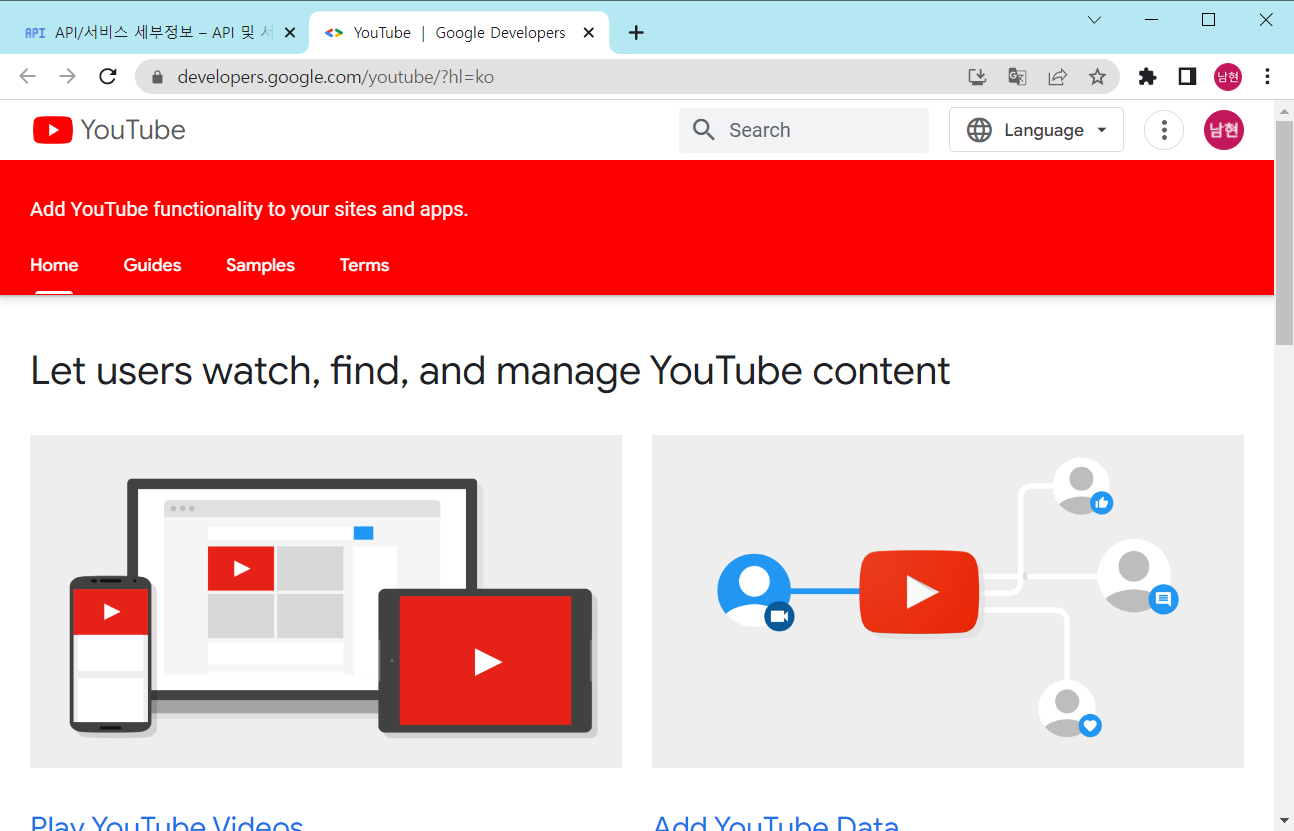 API API/서비스 세부정보 – API 및 서
YouTube | Google Developers
developers.google.com/youtube/?hl=ko
남현
YouTube
Search
Language
남현
Add YouTube functionality to your sites and apps.
Home Guides Samples Terms
Let users watch, find, and manage YouTube content
Play YouTube Videos
Add YouTube Data